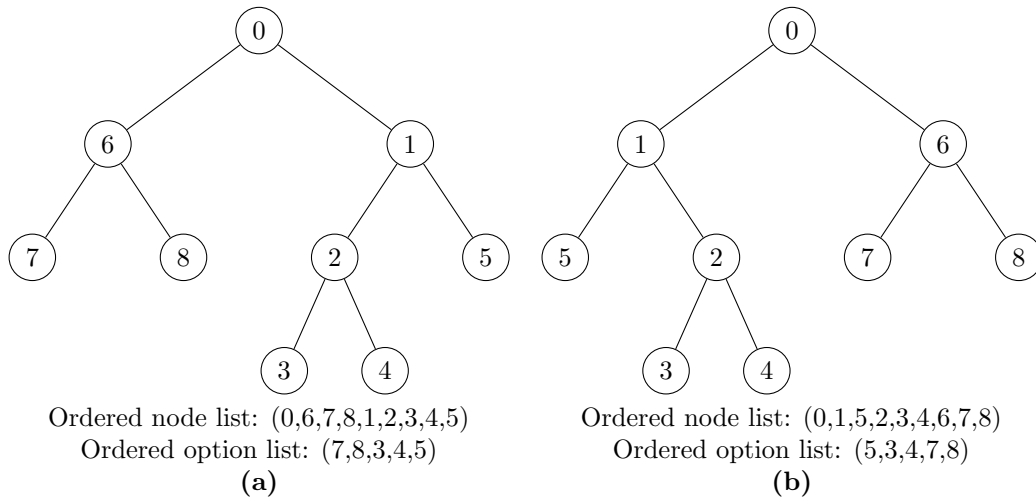 0
6 1
7 8 2 5
3 4
Ordered node list: (0,6,7,8,1,2,3,4,5)
Ordered option list: (7,8,3,4,5)
(a)
0
1 6
5 2 7 8
3 4
Ordered node list: (0,1,5,2,3,4,6,7,8)
Ordered option list: (5,3,4,7,8)
(b)